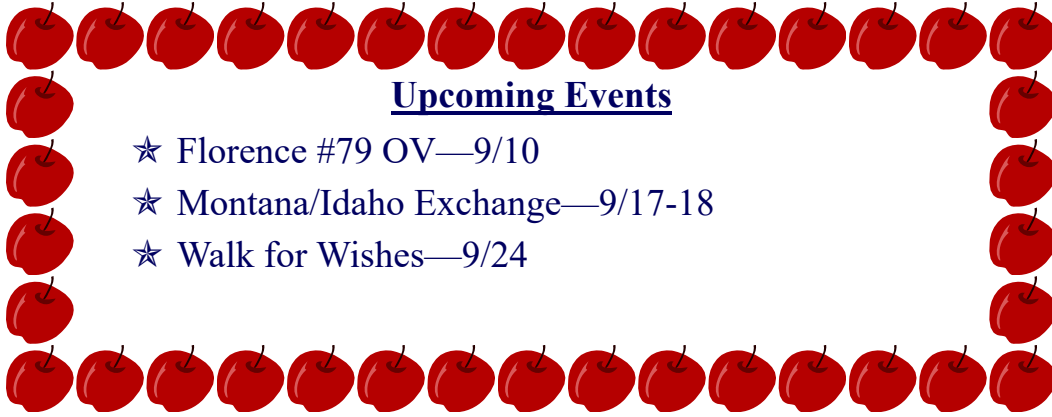 Upcoming Events
✯ Florence #79 OV—9/10
✯ Montana/Idaho Exchange—9/17-18
✯ Walk for Wishes—9/24